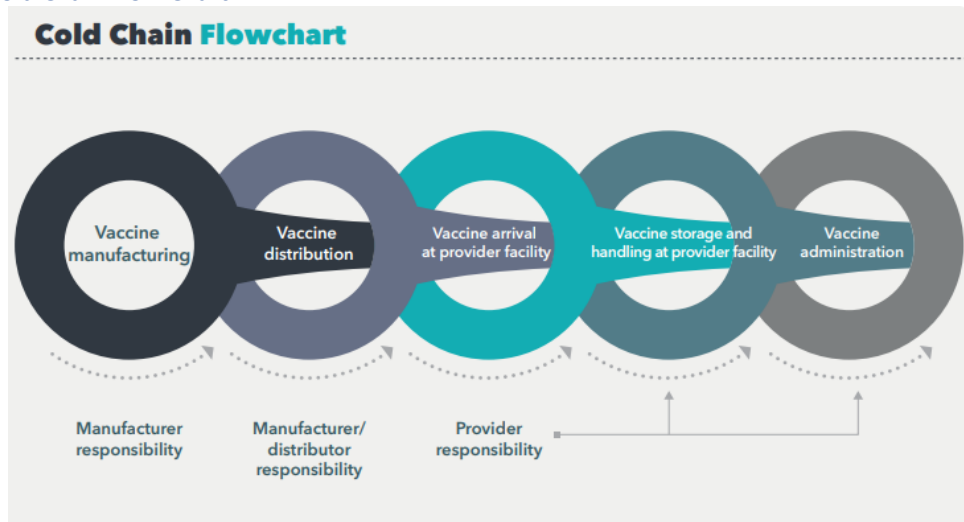 Cold Chain Flowchart
Vaccine
manufacturing
Vaccine
distribution
Vaccine arrival
at provider facility
Vaccine storage and
handling at provider facility
Vaccine
administration
Manufacturer
responsibility
Manufacturer/
distributor
responsibility
Provider
responsibility